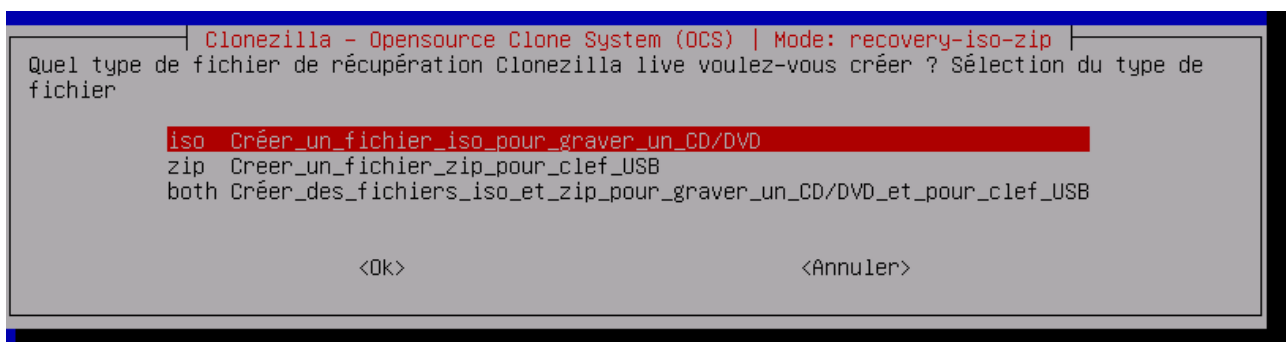 Clonezilla - Opensource Clone System (OCS) | Mode: recovery-iso-zip
Quel type de fichier de récupération Clonezilla live voulez-vous créer ? Sélection du type de
fichier
iso Créer_un_fichier_iso_pour_graver_un_CD/DVD
zip Creer_un_fichier_zip_pour_clef_USB
both Créer_des_fichiers_iso_et_zip_pour_graver_un_CD/DVD_et_pour_clef_USB
<Ok> <Annuler>